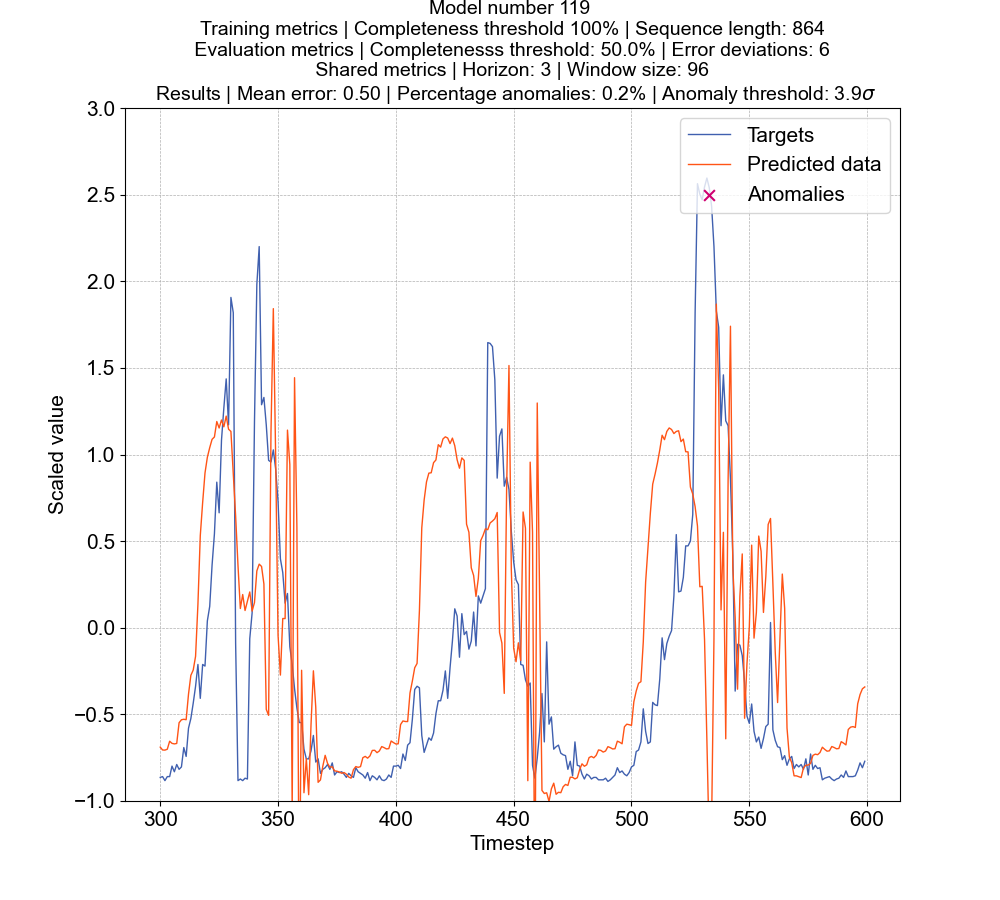 Model number 119
Training metrics | Completeness threshold 100% | Sequence length: 864
Evaluation metrics | Completenesss threshold: 50.0% | Error deviations: 6
Shared metrics | Horizon: 3 | Window size: 96
Results | Mean error: 0.50 | Percentage anomalies: 0.2% | Anomaly threshold: 3.9σ
Targets
Predicted data
Anomalies
Scaled value
3.0
2.5
2.0
1.5
1.0
0.5
0.0
−0.5
−1.0
300 350 400 450 500 550 600
Timestep